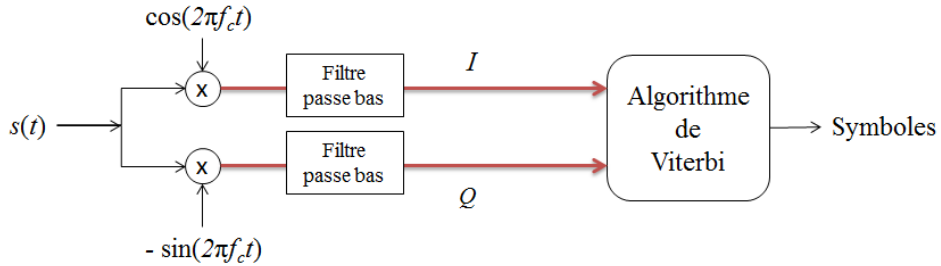 cos(2πf_ct)
x
Filtre
passe bas
I
s(t)
Algorithme
de
Viterbi
Symboles
x
Filtre
passe bas
Q
- sin(2πf_ct)